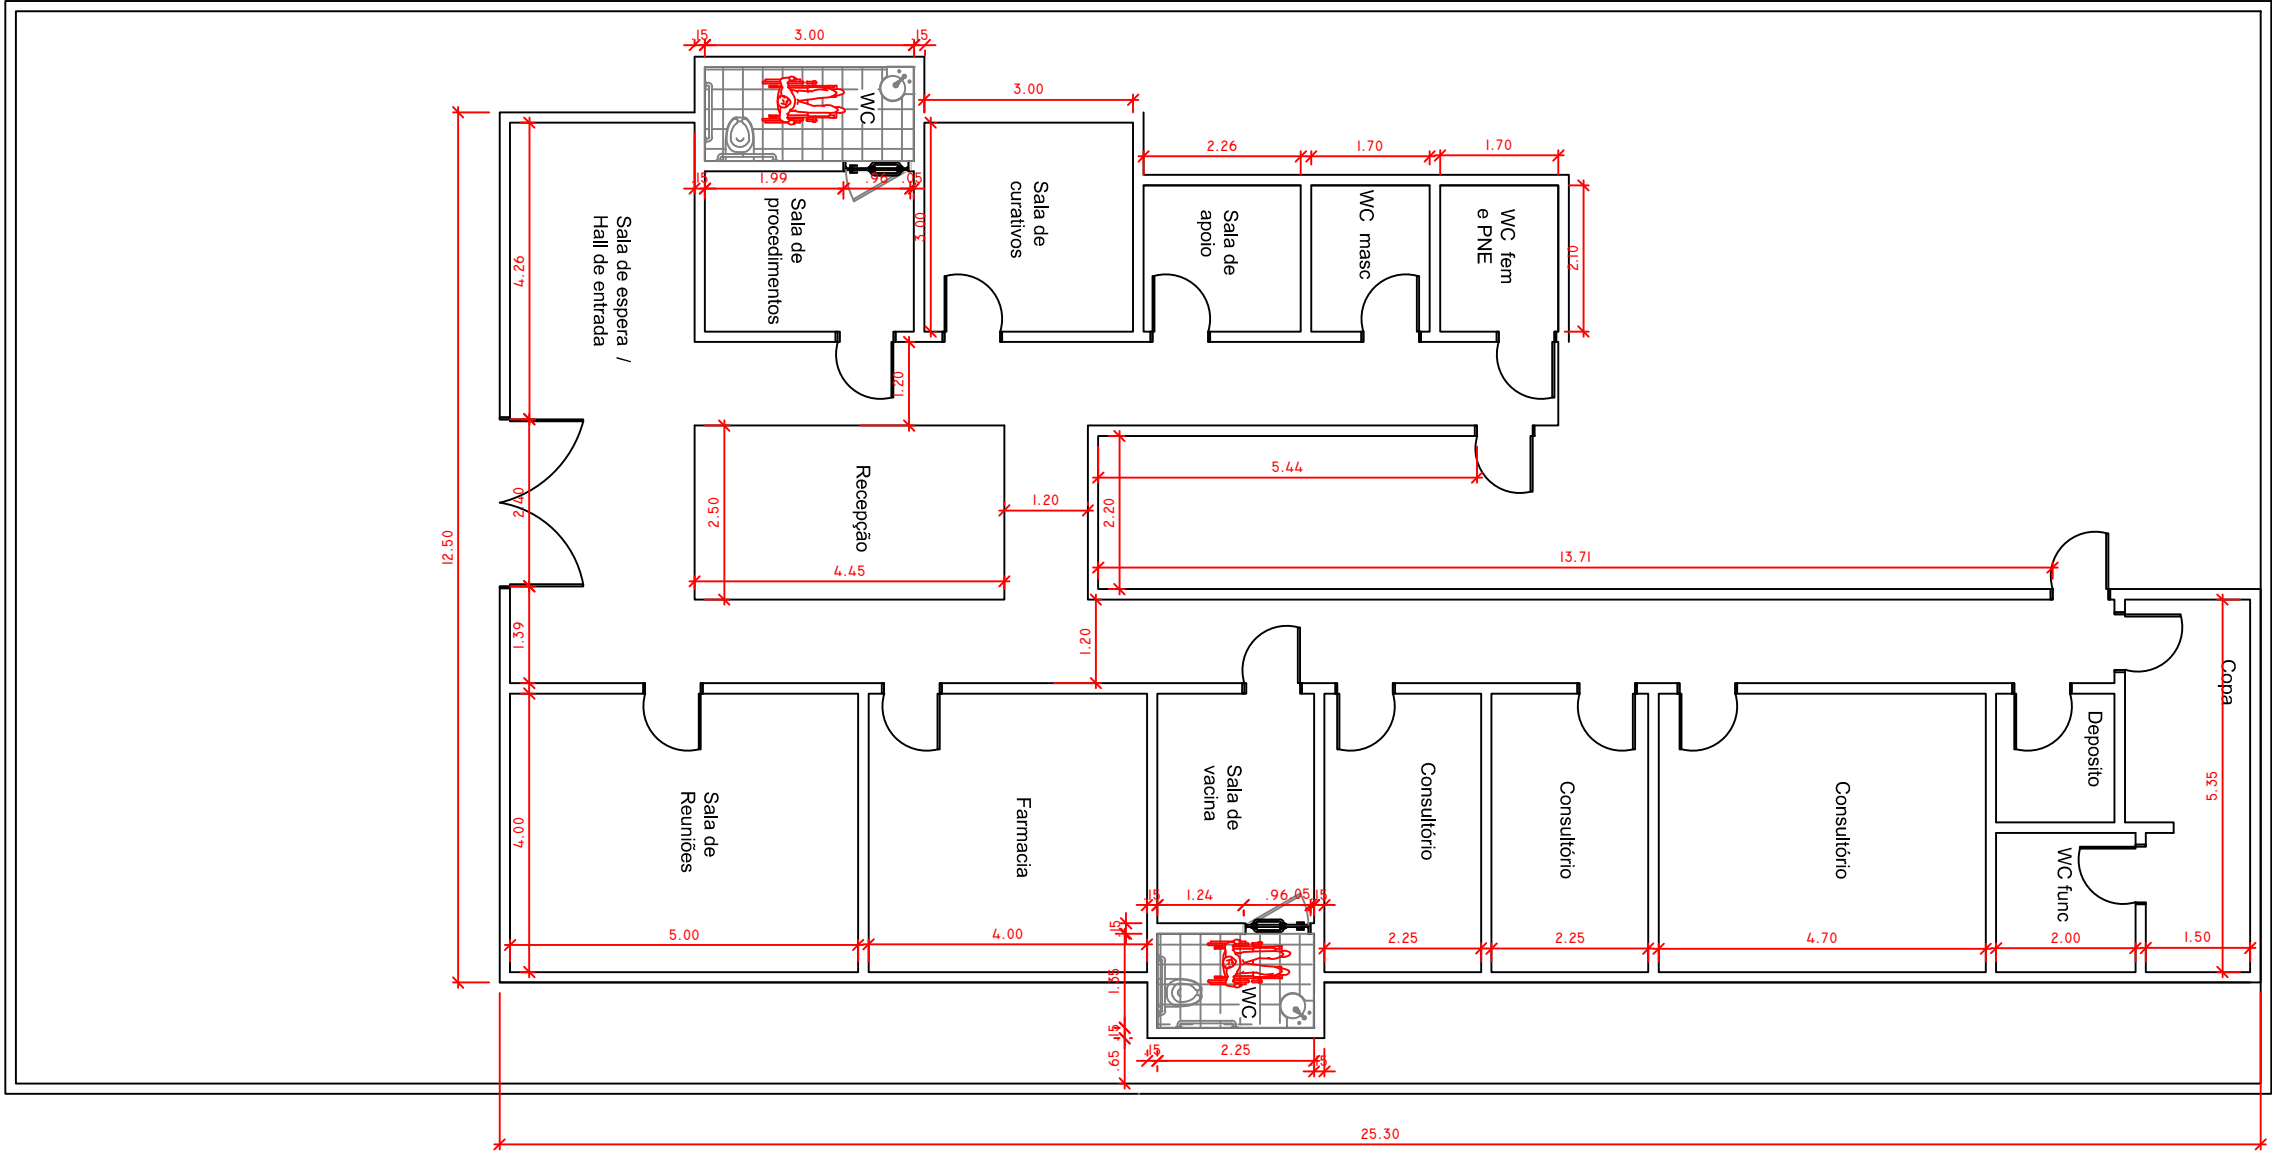 .15
3.00
.15
3.00
WC
2.26
1.70
1.70
.15
1.99
.96
.05
Sala de
procedimentos
Sala de
curativos
3.00
Sala de
apoio
WC masc
WC fem
e PNE
2.10
4.26
Sala de espera /
Hall de entrada
1.20
12.50
2.40
2.50
Recepção
4.45
1.20
2.20
5.44
13.71
1.39
1.20
Copa
Deposito
5.35
4.00
Sala de
Reuniões
Farmacia
Sala de
vacina
Consultório
Consultório
Consultório
WC func
.15
1.24
.96
.05
.15
5.00
4.00
.15
2.25
2.25
4.70
2.00
1.50
1.35
WC
.15
.65
.15
2.25
.15
25.30